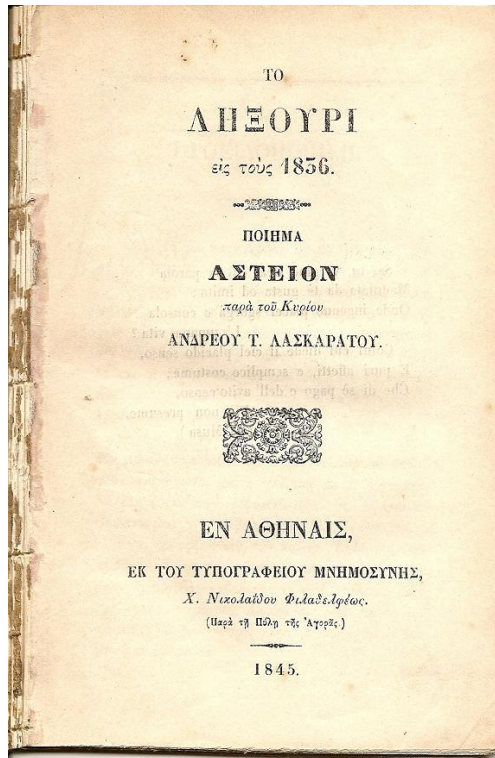 ΤΟ
ΛΗΞΟΥΡΙ
εἰς τοὺς 1836.
ΠΟΙΗΜΑ
ΑΣΤΕΙΟΝ
παρὰ τοῦ Κυρίου
ΑΝΔΡΕΟΥ Τ. ΛΑΣΚΑΡΑΤΟΥ.
ΕΝ ΑΘΗΝΑΙΣ,
ΕΚ ΤΟΥ ΤΥΠΟΓΡΑΦΕΙΟΥ ΜΝΗΜΟΣΥΝΗΣ,
Χ. Νικολαΐδου Φιλαδελφέως.
(Παρὰ τῇ Πύλῃ τῆς Ἀγορᾶς.)
1845.